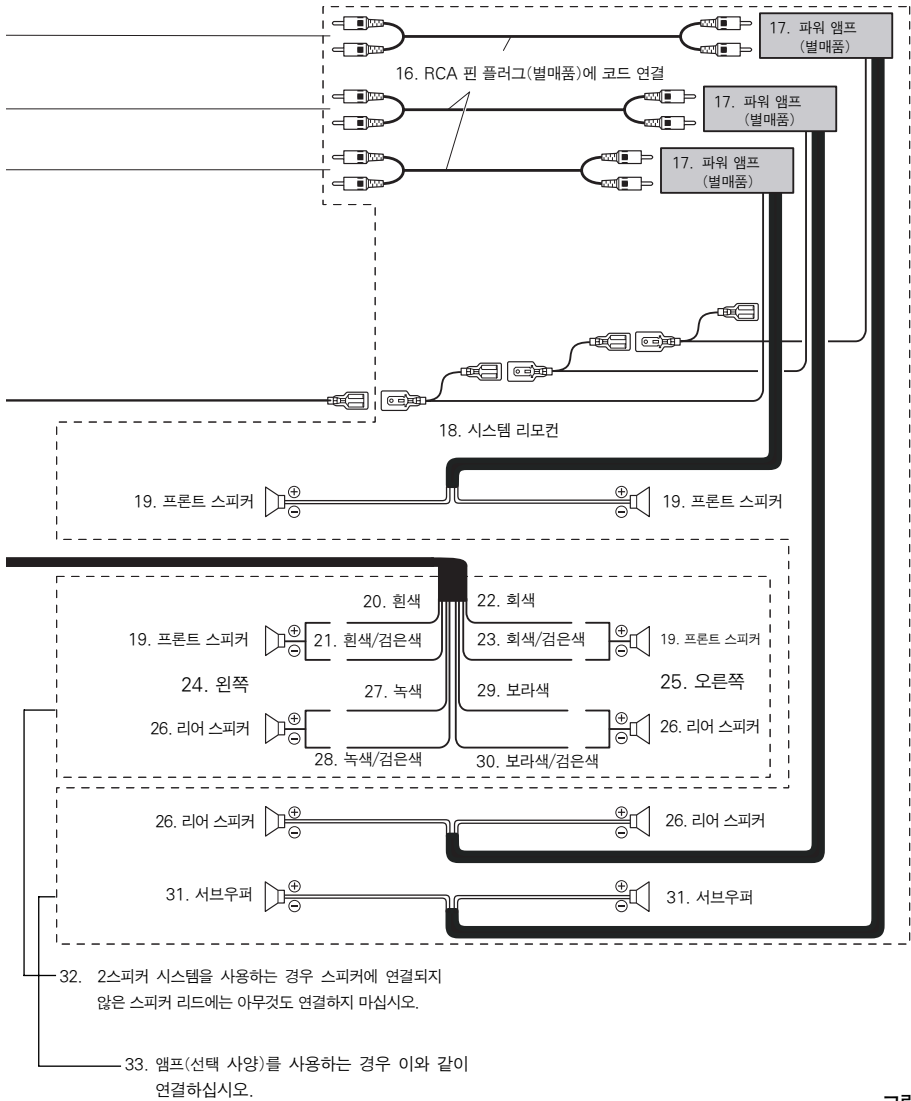 17. 파워 앰프
(별매품)
16. RCA 핀 플러그(별매품)에 코드 연결
17. 파워 앰프
(별매품)
17. 파워 앰프
(별매품)
18. 시스템 리모컨
19. 프론트 스피커
19. 프론트 스피커
20. 흰색
22. 회색
19. 프론트 스피커
21. 흰색/검은색
23. 회색/검은색
19. 프론트 스피커
24. 왼쪽
25. 오른쪽
27. 녹색
29. 보라색
26. 리어 스피커
26. 리어 스피커
28. 녹색/검은색
30. 보라색/검은색
26. 리어 스피커
26. 리어 스피커
31. 서브우퍼
31. 서브우퍼
32. 2스피커 시스템을 사용하는 경우 스피커에 연결되지
않은 스피커 리드에는 아무것도 연결하지 마십시오.
33. 앰프(선택 사양)를 사용하는 경우 이와 같이
연결하십시오.